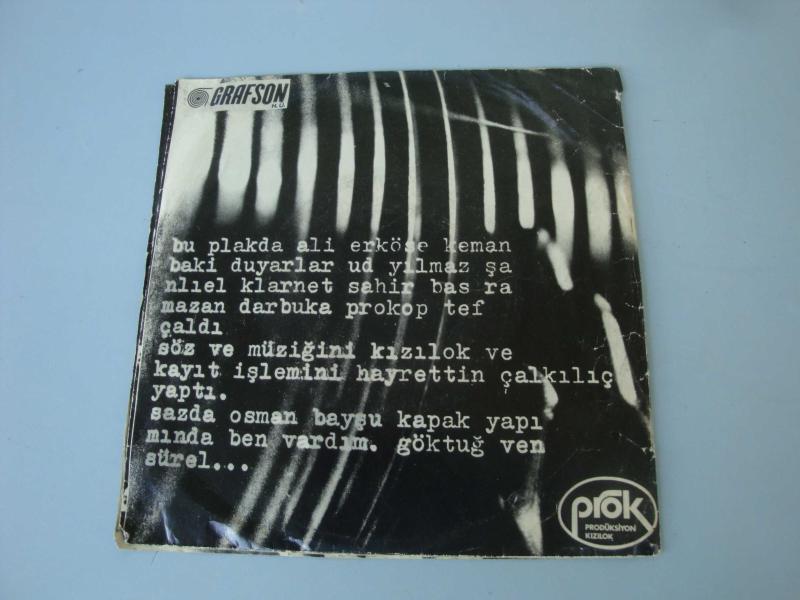 GRAFSON
K.U.
bu plakda ali erköse keman
baki duyarlar ud yılmaz şa
nlıel klarnet sahir bas ra
mazan darbuka prokop tef
çaldı
söz ve müziğini kızılok ve
kayıt işlemini hayrettin çalkılıç
yaptı.
sazda osman bayşu kapak yapı
mında ben vardım. göktuğ ven
sürel...
prok
PRODÜKSİYON
KIZILOK